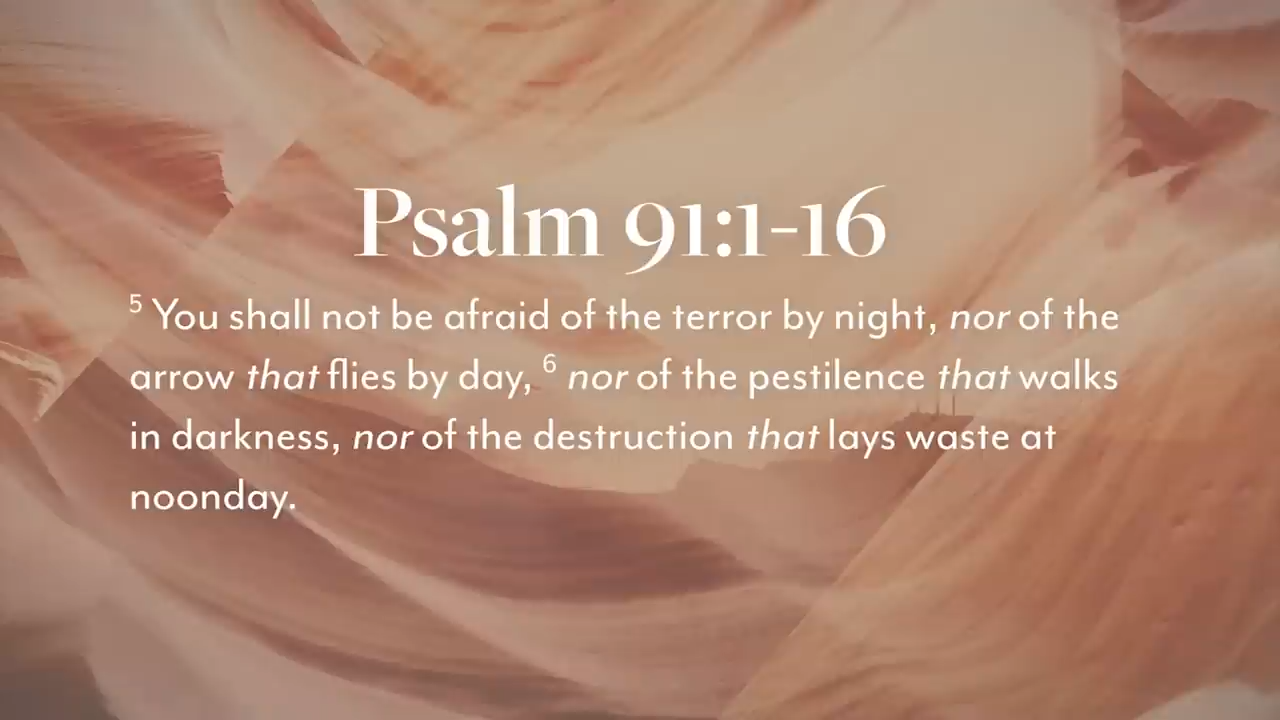 Psalm 91:1-16
5 You shall not be afraid of the terror by night, nor of the
arrow that flies by day, 6 nor of the pestilence that walks
in darkness, nor of the destruction that lays waste at
noonday.